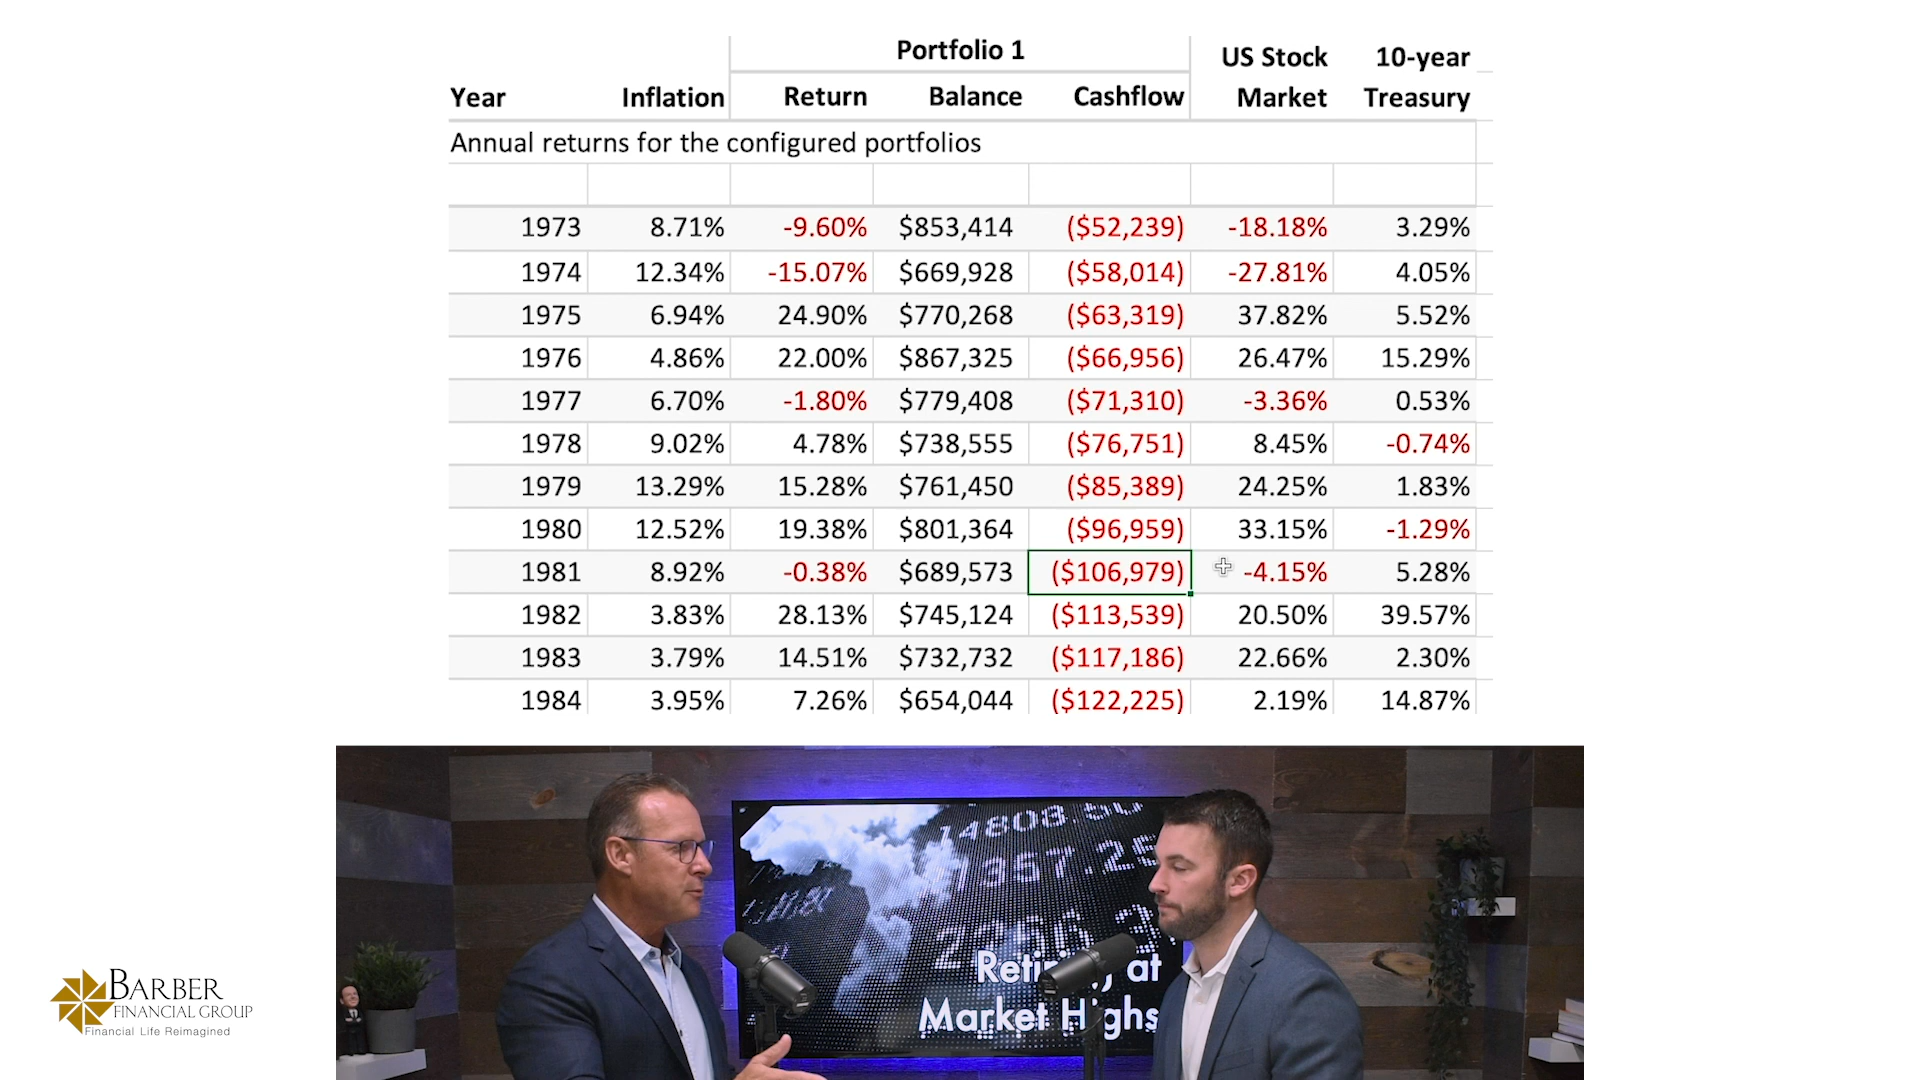 Portfolio 1 US Stock 10-year
Year Inflation Return Balance Cashflow Market Treasury
Annual returns for the configured portfolios
1973 8.71% -9.60% $853,414 ($52,239) -18.18% 3.29%
1974 12.34% -15.07% $669,928 ($58,014) -27.81% 4.05%
1975 6.94% 24.90% $770,268 ($63,319) 37.82% 5.52%
1976 4.86% 22.00% $867,325 ($66,956) 26.47% 15.29%
1977 6.70% -1.80% $779,408 ($71,310) -3.36% 0.53%
1978 9.02% 4.78% $738,555 ($76,751) 8.45% -0.74%
1979 13.29% 15.28% $761,450 ($85,389) 24.25% 1.83%
1980 12.52% 19.38% $801,364 ($96,959) 33.15% -1.29%
1981 8.92% -0.38% $689,573 ($106,979) -4.15% 5.28%
1982 3.83% 28.13% $745,124 ($113,539) 20.50% 39.57%
1983 3.79% 14.51% $732,732 ($117,186) 22.66% 2.30%
1984 3.95% 7.26% $654,044 ($122,225) 2.19% 14.87%
14808.50
1357.25
at
Market Highs
BARBER
FINANCIAL GROUP
Financial Life Reimagined